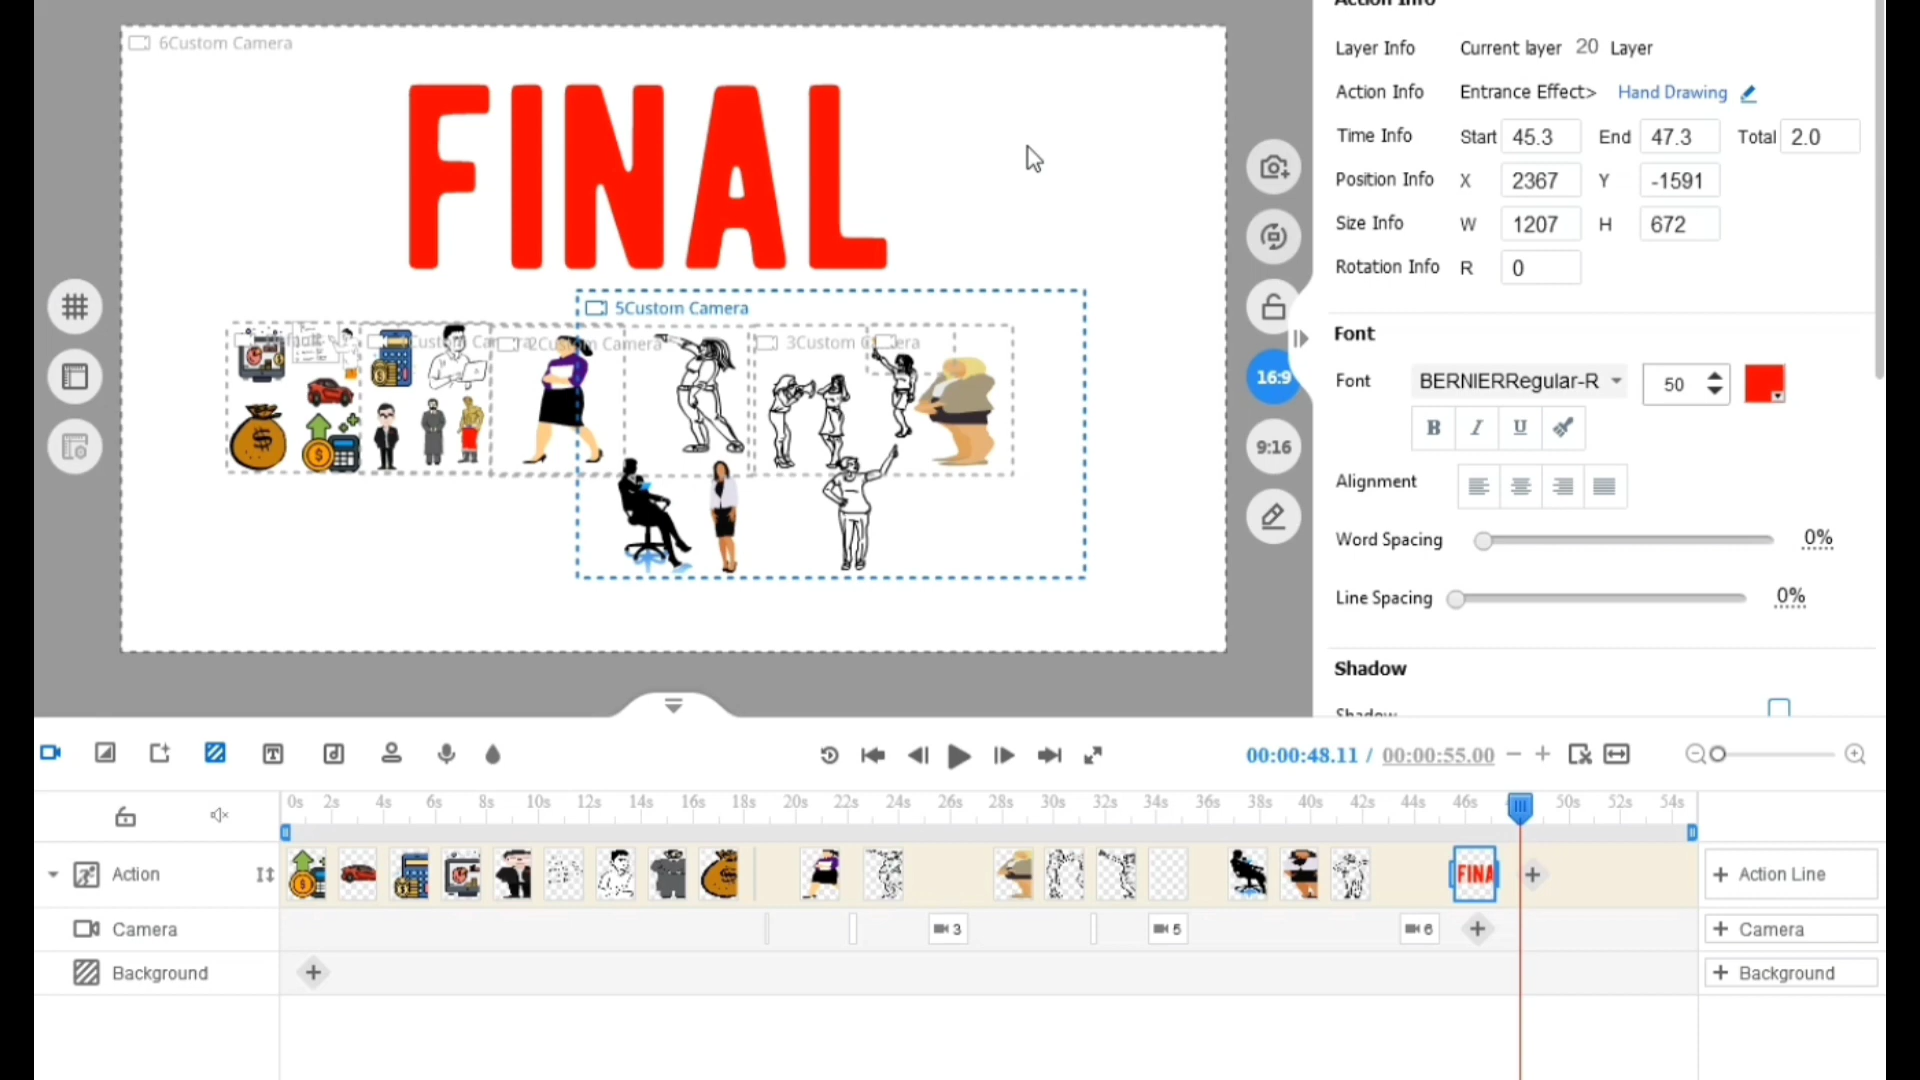 Action Info
6Custom Camera
Layer Info Current layer 20 Layer
Action Info Entrance Effect> Hand Drawing
Time Info Start 45.3 End 47.3 Total 2.0
Position Info X 2367 Y -1591
Size Info W 1207 H 672
Rotation Info R 0
FINAL
5Custom Camera
2Custom Camera
3Custom Camera
16:9
9:16
Font
Font BERNIERRegular-R 50
B I U
Alignment
Word Spacing 0%
Line Spacing 0%
Shadow
Shadow
00:00:48.11 / 00:00:55.00
0s 2s 4s 6s 8s 10s 12s 14s 16s 18s 20s 22s 24s 26s 28s 30s 32s 34s 36s 38s 40s 42s 44s 46s 50s 52s 54s
Action FINA + Action Line
Camera 3 5 6 + Camera
Background + Background